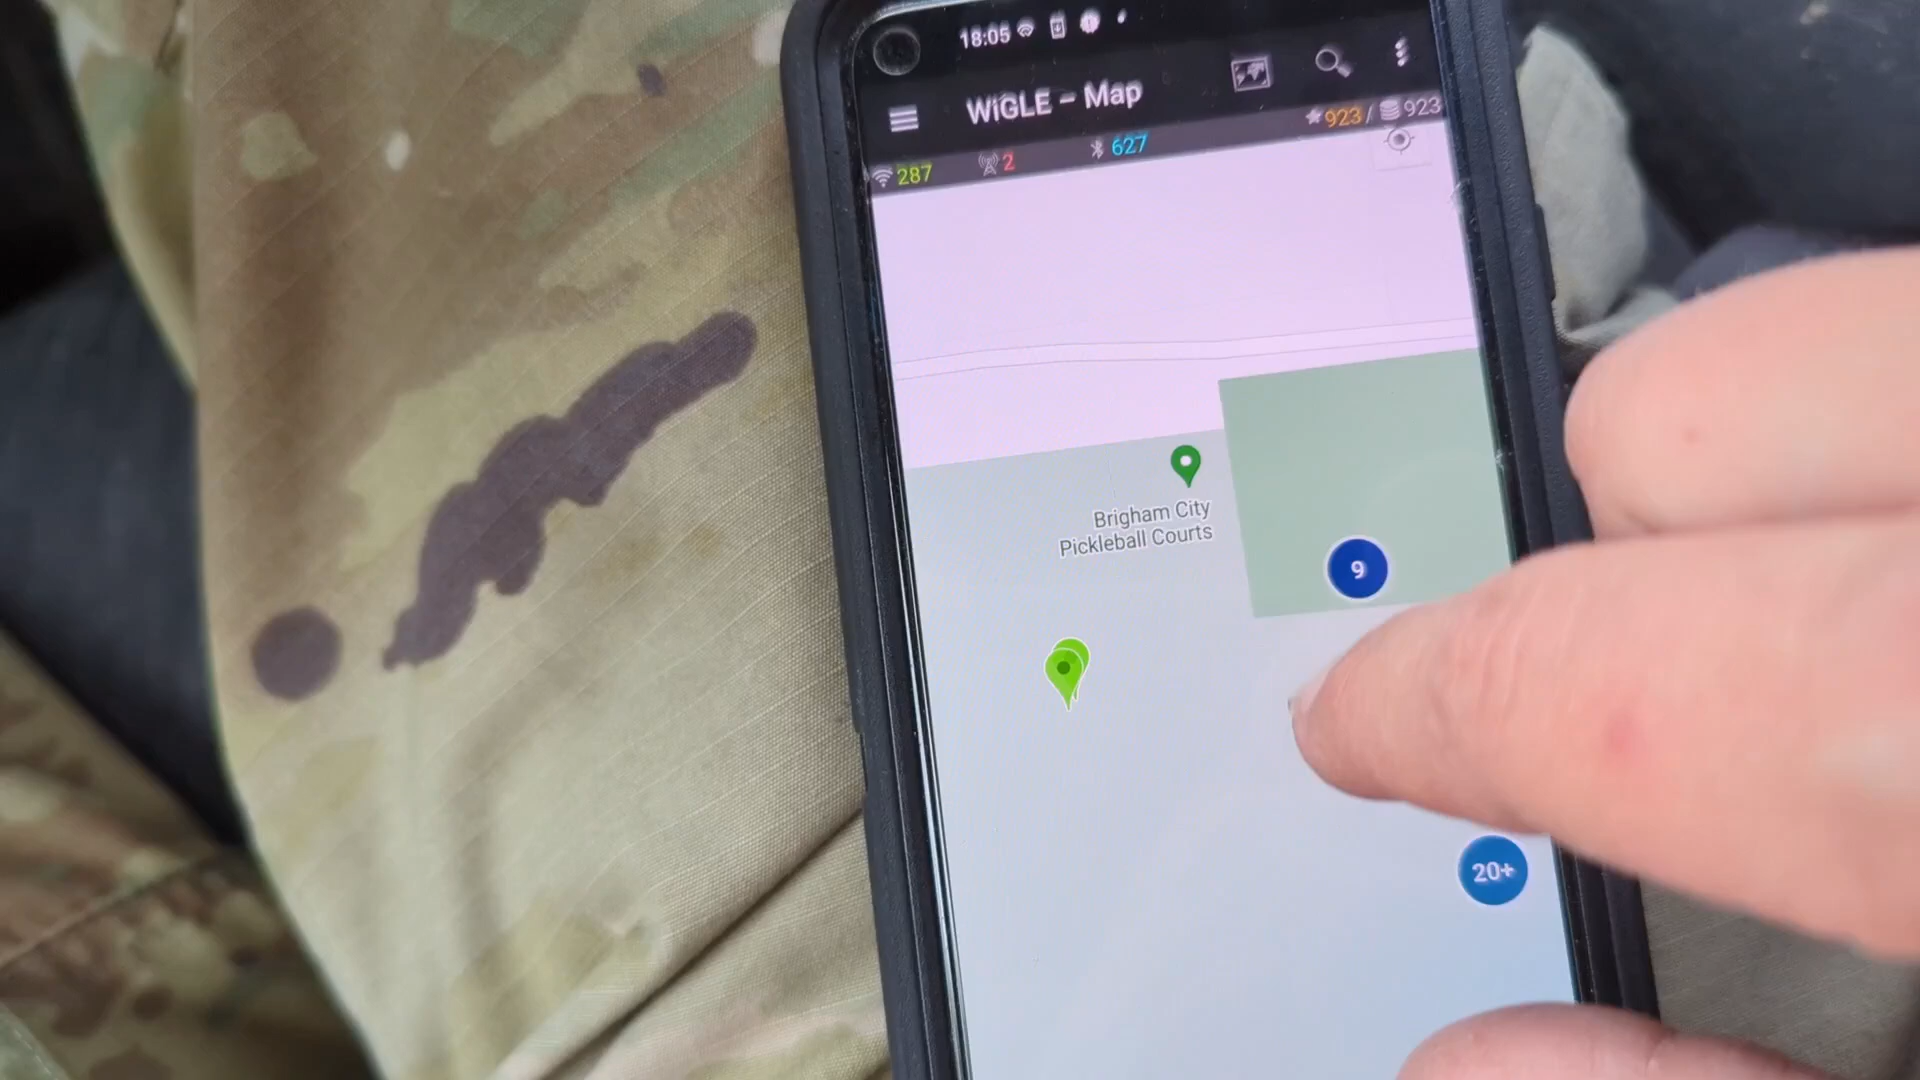 18:05
WiGLE – Map
287 2 627 923 / 923
Brigham City
Pickleball Courts
9
20+